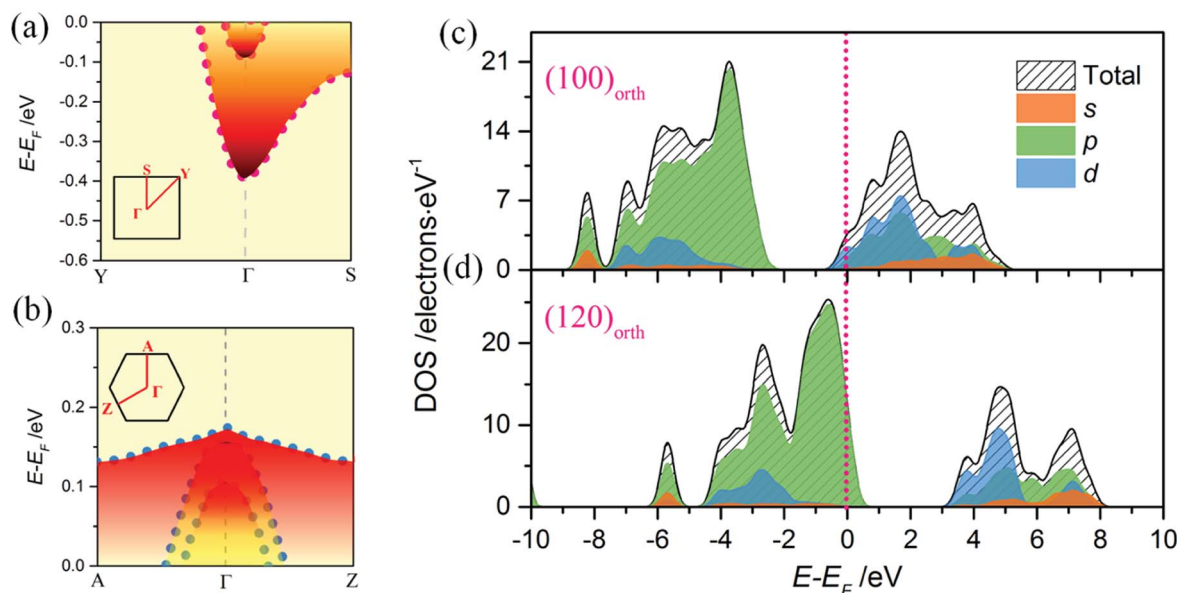 (a)
E-E_F /eV
0.0
-0.1
-0.2
-0.3
-0.4
-0.5
-0.6
S
Y
Γ
Y
Γ
S
(b)
E-E_F /eV
0.3
0.2
0.1
0.0
A
Γ
Z
A
Γ
Z
(c)
(100)orth
Total
s
p
d
21
14
7
0
DOS /electrons·eV⁻¹
(d)
(120)orth
20
10
0
-10
-8
-6
-4
-2
0
2
4
6
8
10
E-E_F /eV